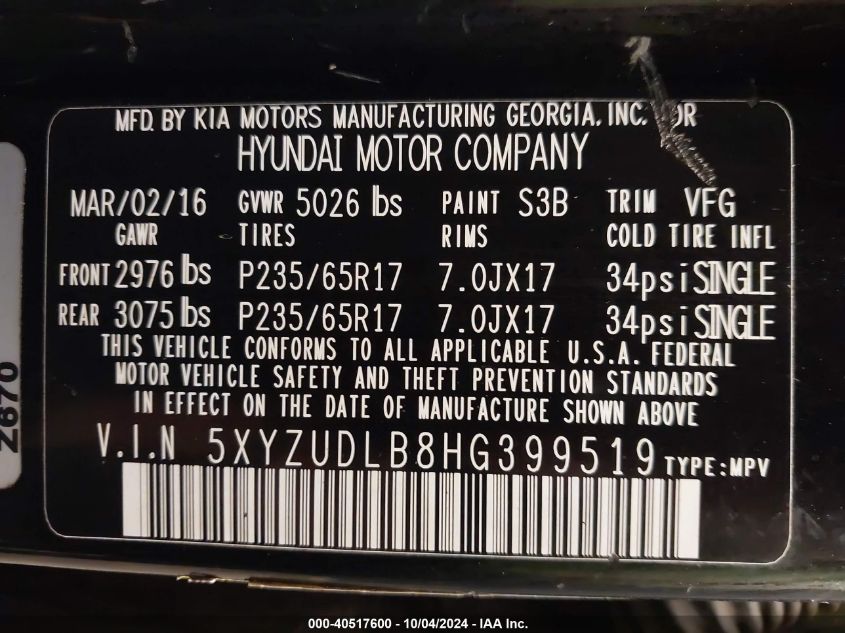 MFD. BY KIA MOTORS MANUFACTURING GEORGIA, INC. FOR
HYUNDAI MOTOR COMPANY
MAR/02/16 GVWR 5026 lbs PAINT S3B TRIM VFG
GAWR TIRES RIMS COLD TIRE INFL
FRONT 2976 lbs P235/65R17 7.0JX17 34psi SINGLE
REAR 3075 lbs P235/65R17 7.0JX17 34psi SINGLE
THIS VEHICLE CONFORMS TO ALL APPLICABLE U.S.A. FEDERAL
MOTOR VEHICLE SAFETY AND THEFT PREVENTION STANDARDS
IN EFFECT ON THE DATE OF MANUFACTURE SHOWN ABOVE
V.I.N 5XYZUDLB8HG399519 TYPE:MPV
Z670
000-40517600 - 10/04/2024 - IAA Inc.